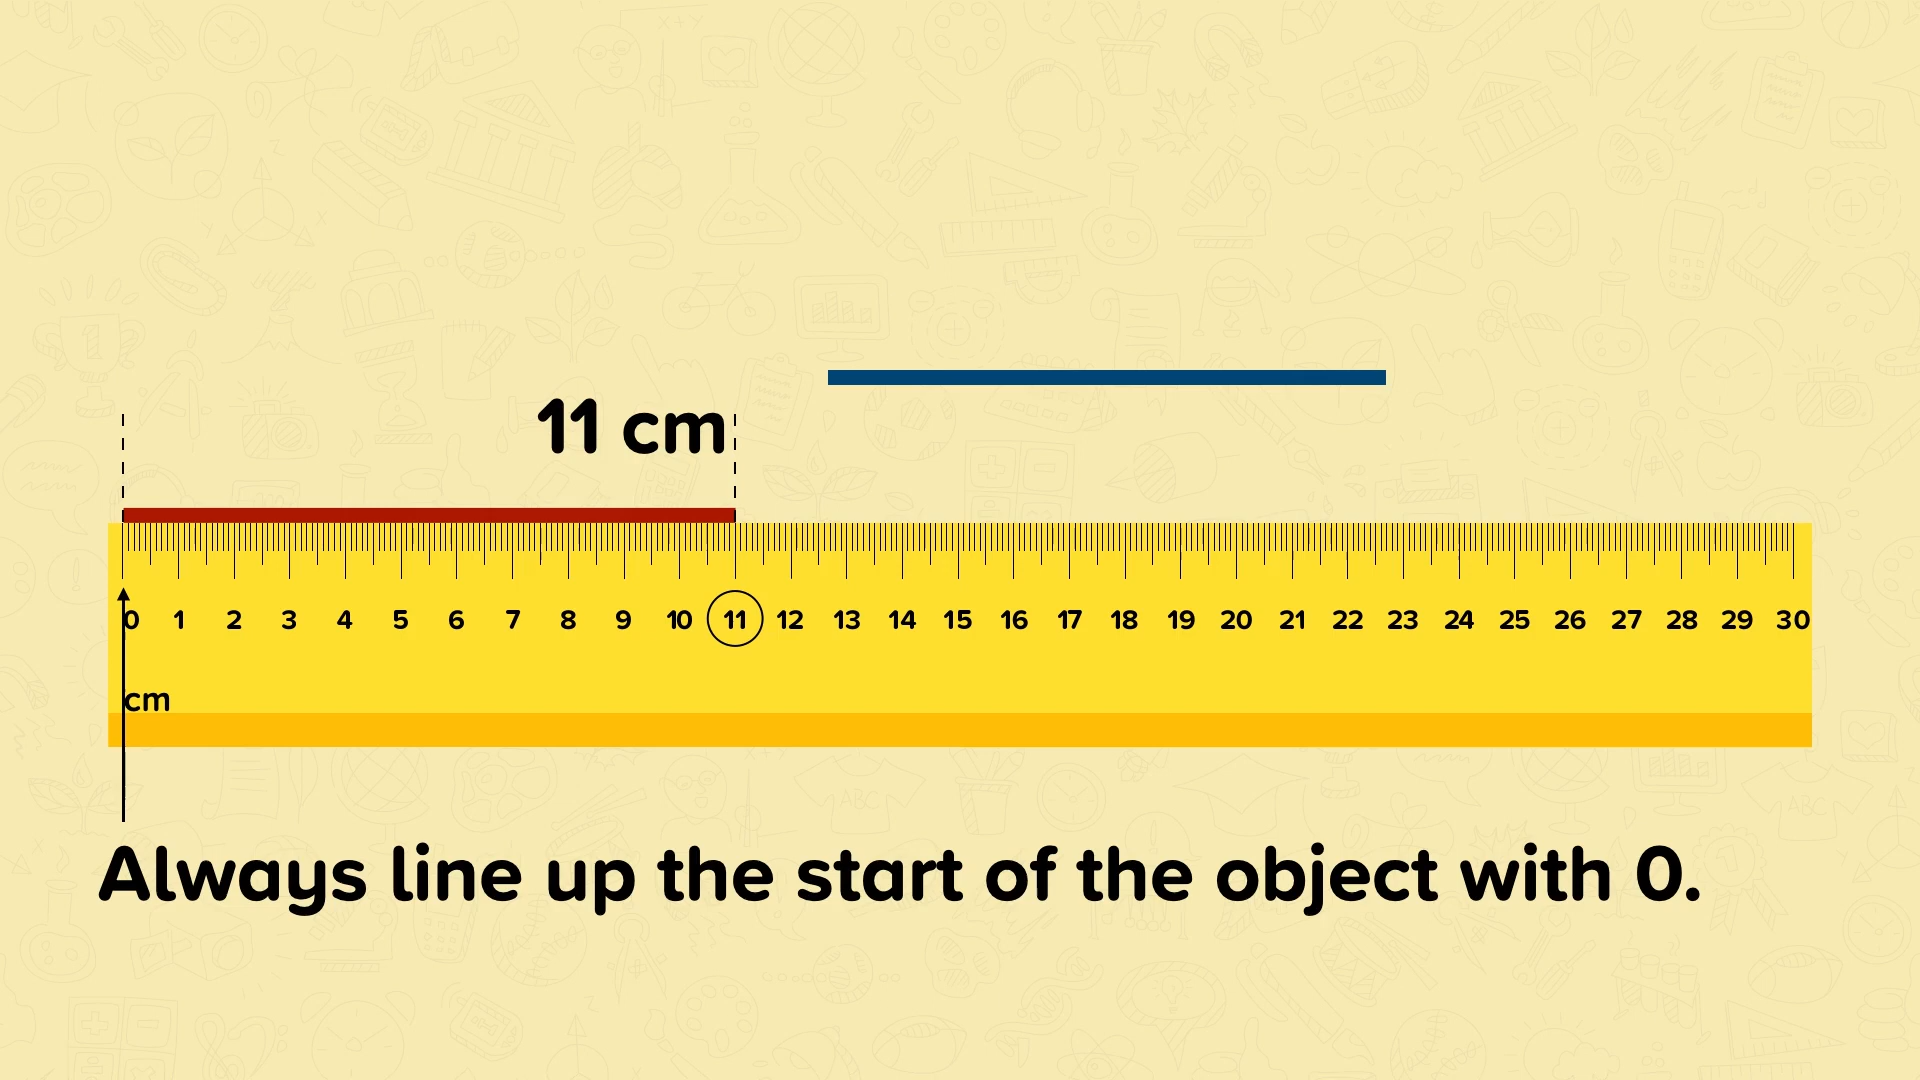 11 cm
0 1 2 3 4 5 6 7 8 9 10 11 12 13 14 15 16 17 18 19 20 21 22 23 24 25 26 27 28 29 30
cm
Always line up the start of the object with 0.